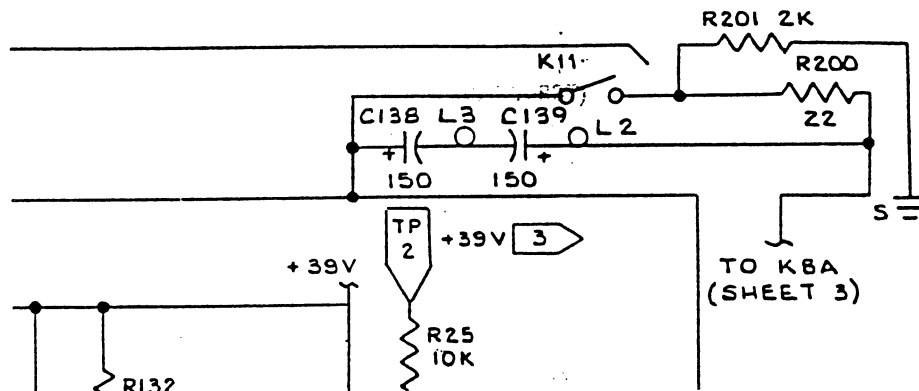 R201 2K
K11
R200
C138 L3 C139 L2
22
+ +
150 150
S
TP
2
+39V 3
+39V
TO K8A
(SHEET 3)
R25
10K
R132